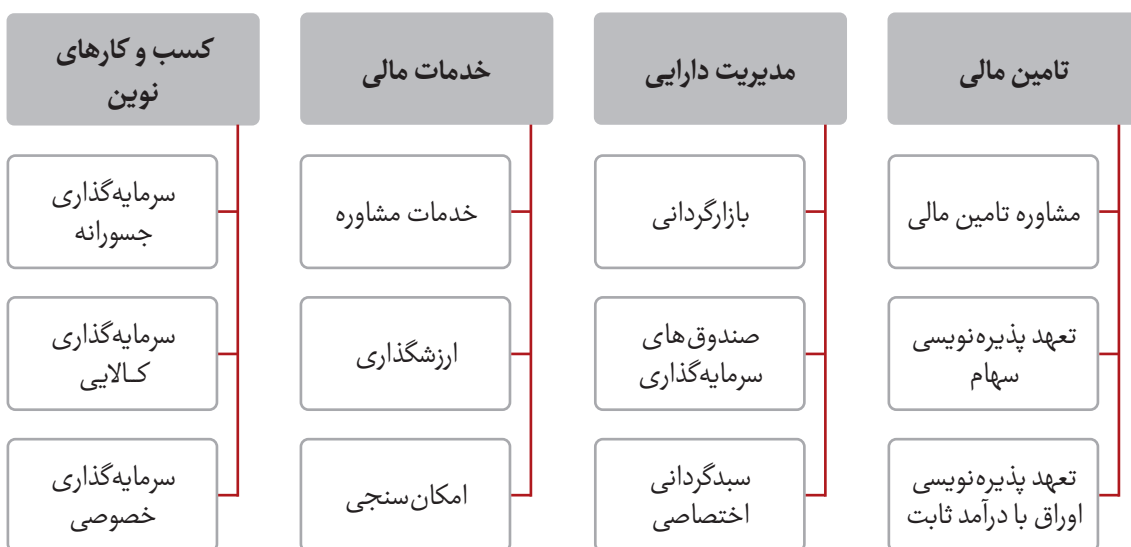 تامین مالی
مشاوره تامین مالی
تعهد پذیره‌نویسی
سهام
تعهد پذیره‌نویسی
اوراق با درآمد ثابت
مدیریت دارایی
بازارگردانی
صندوق‌های
سرمایه‌گذاری
سبدگردانی
اختصاصی
خدمات مالی
خدمات مشاوره
ارزشگذاری
امکان‌سنجی
کسب و کارهای
نوین
سرمایه‌گذاری
جسورانه
سرمایه‌گذاری
کـالایی
سرمایه‌گذاری
خصوصی